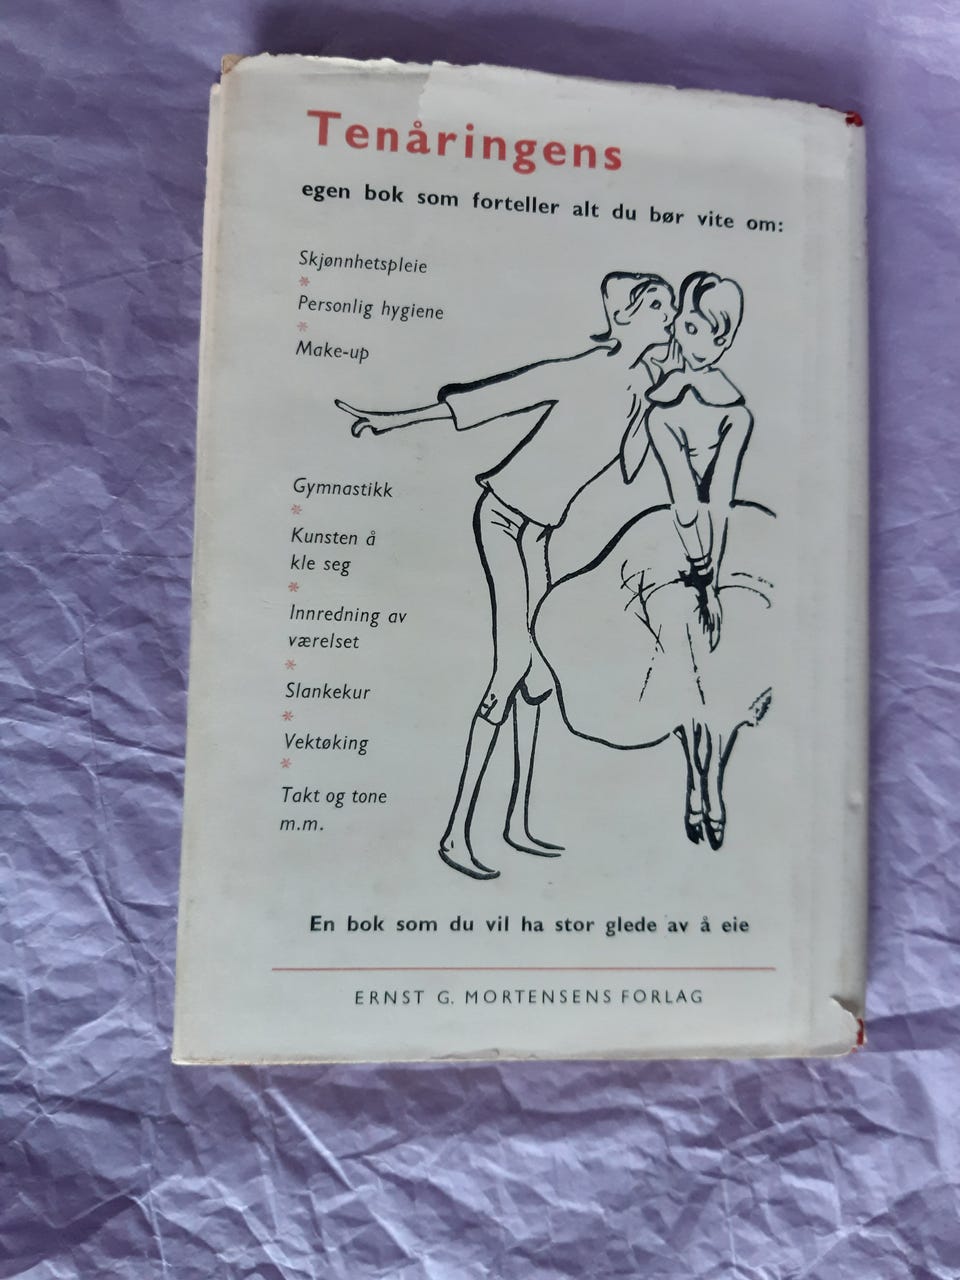 Tenåringens
egen bok som forteller alt du bør vite om:
Skjønnhetspleie
*
Personlig hygiene
*
Make-up
Gymnastikk
*
Kunsten å
kle seg
*
Innredning av
værelset
*
Slankekur
*
Vektøking
*
Takt og tone
m.m.
En bok som du vil ha stor glede av å eie
ERNST G. MORTENSENS FORLAG